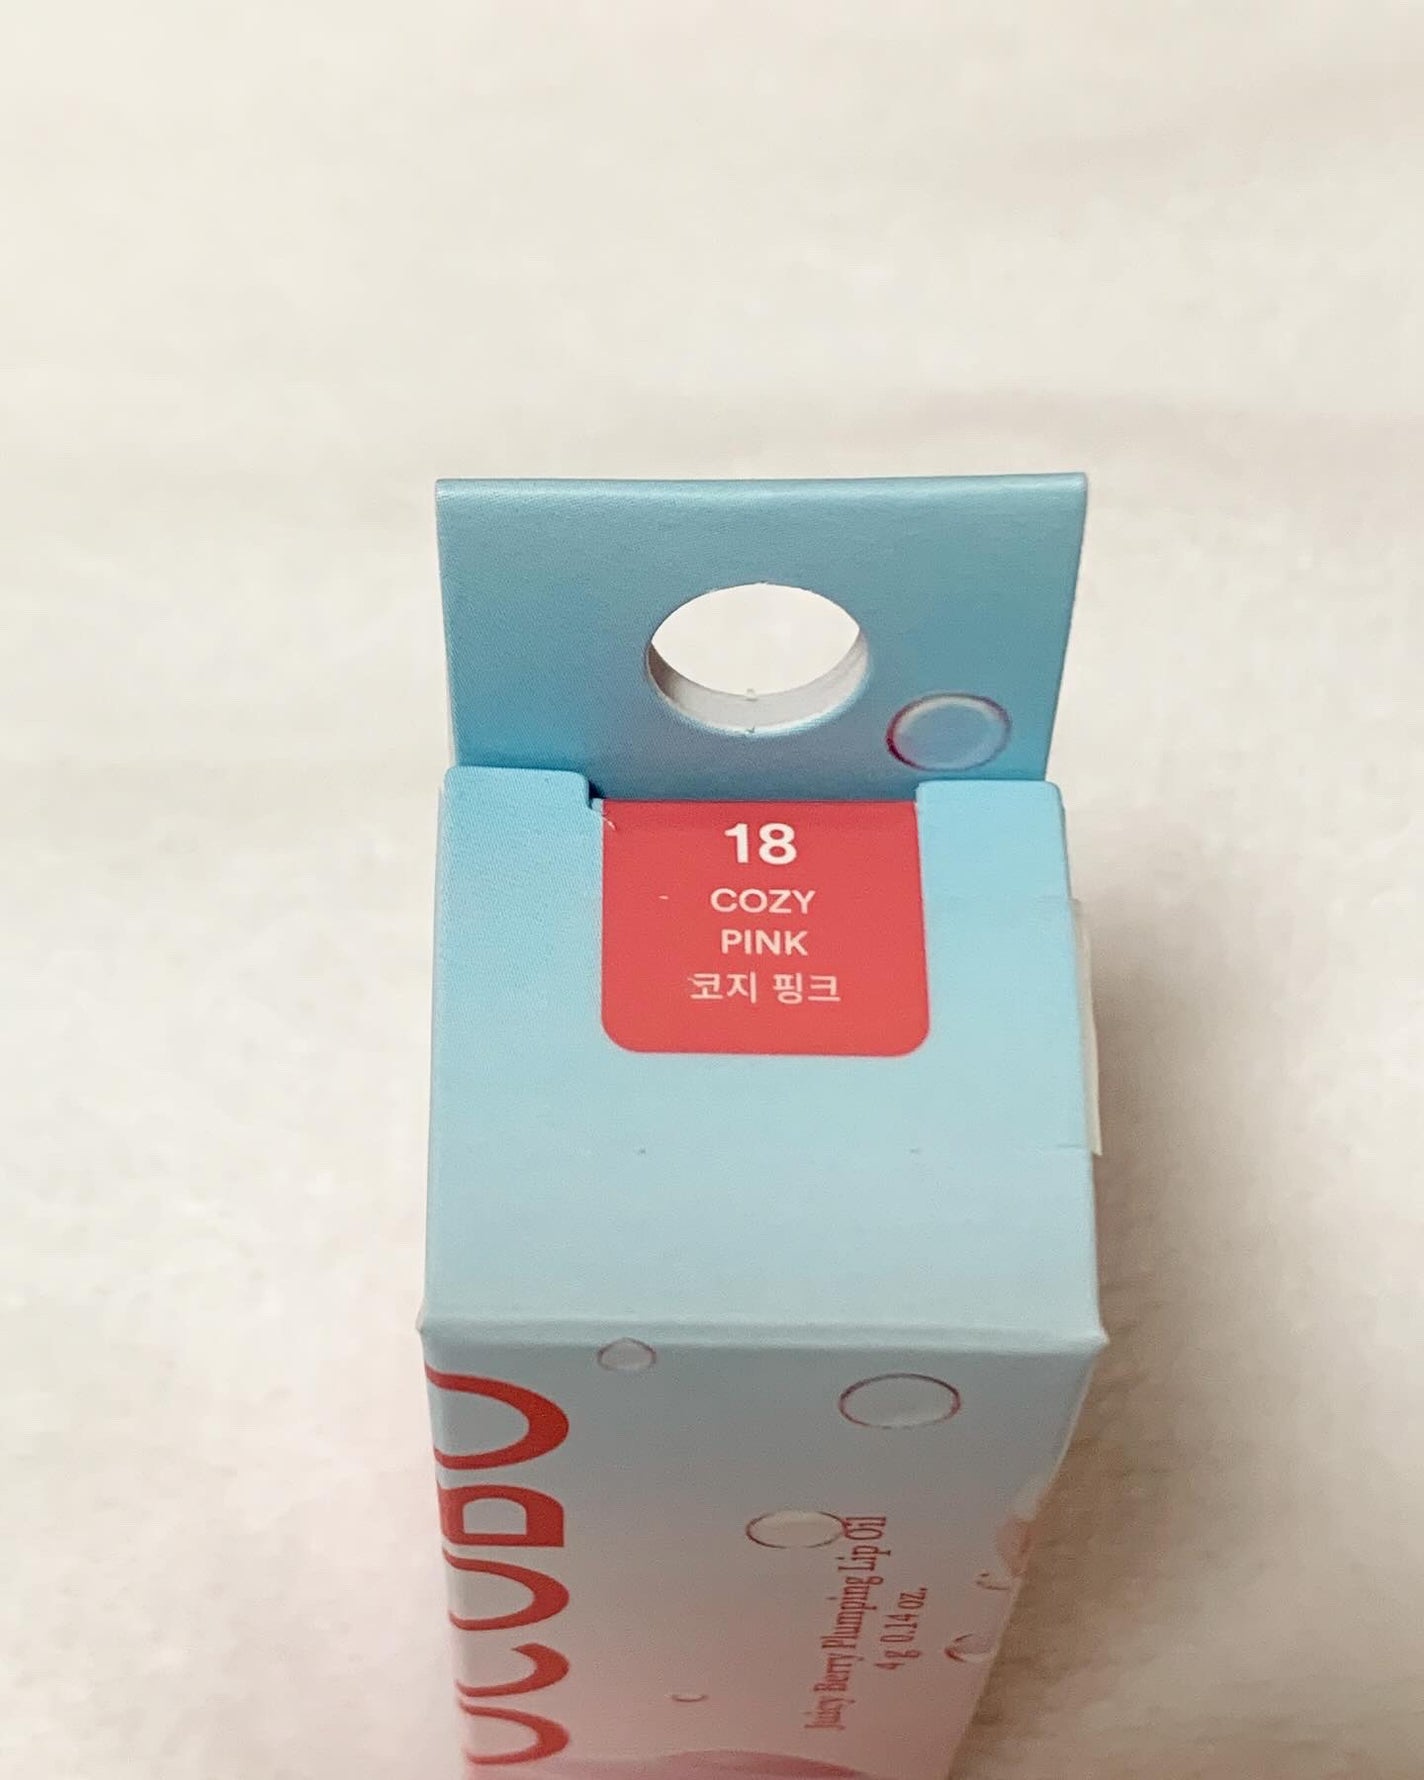 18
COZY
PINK
코지 핑크
Juicy Berry Plumping Lip Oil
4 g 0.14 oz.